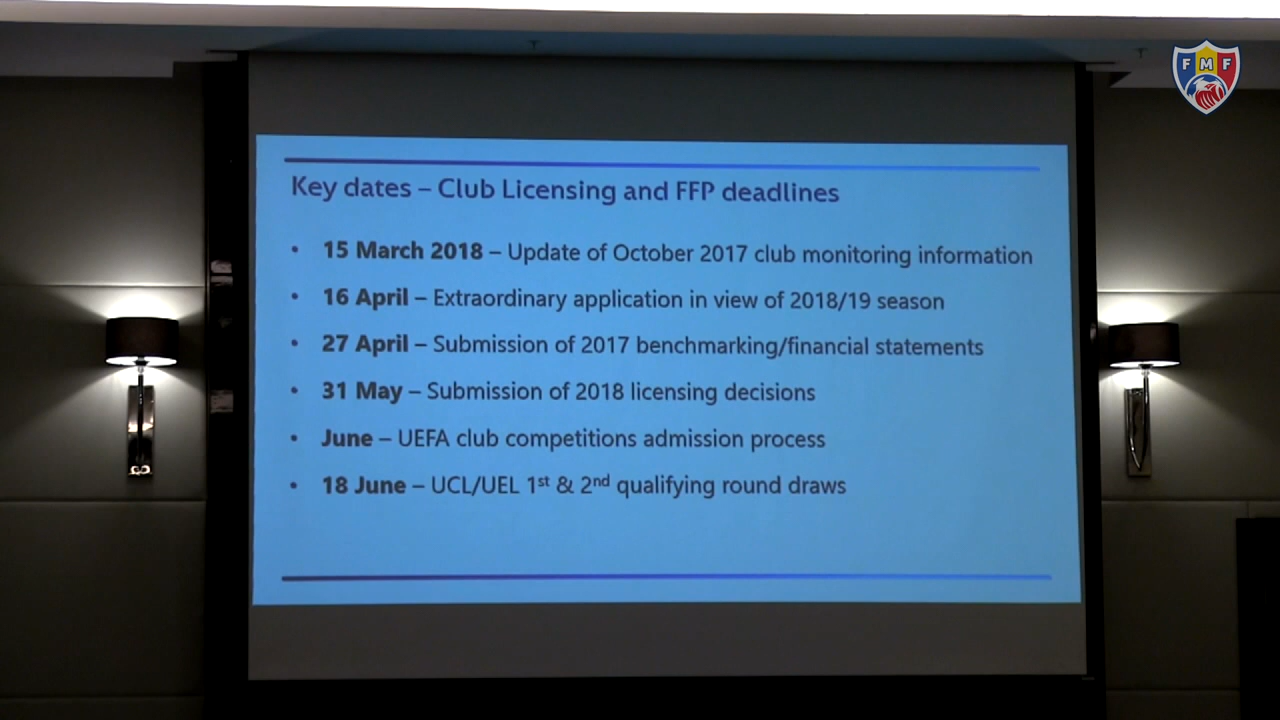 FMF
Key dates – Club Licensing and FFP deadlines
• 15 March 2018 – Update of October 2017 club monitoring information
• 16 April – Extraordinary application in view of 2018/19 season
• 27 April – Submission of 2017 benchmarking/financial statements
• 31 May – Submission of 2018 licensing decisions
• June – UEFA club competitions admission process
• 18 June – UCL/UEL 1st & 2nd qualifying round draws